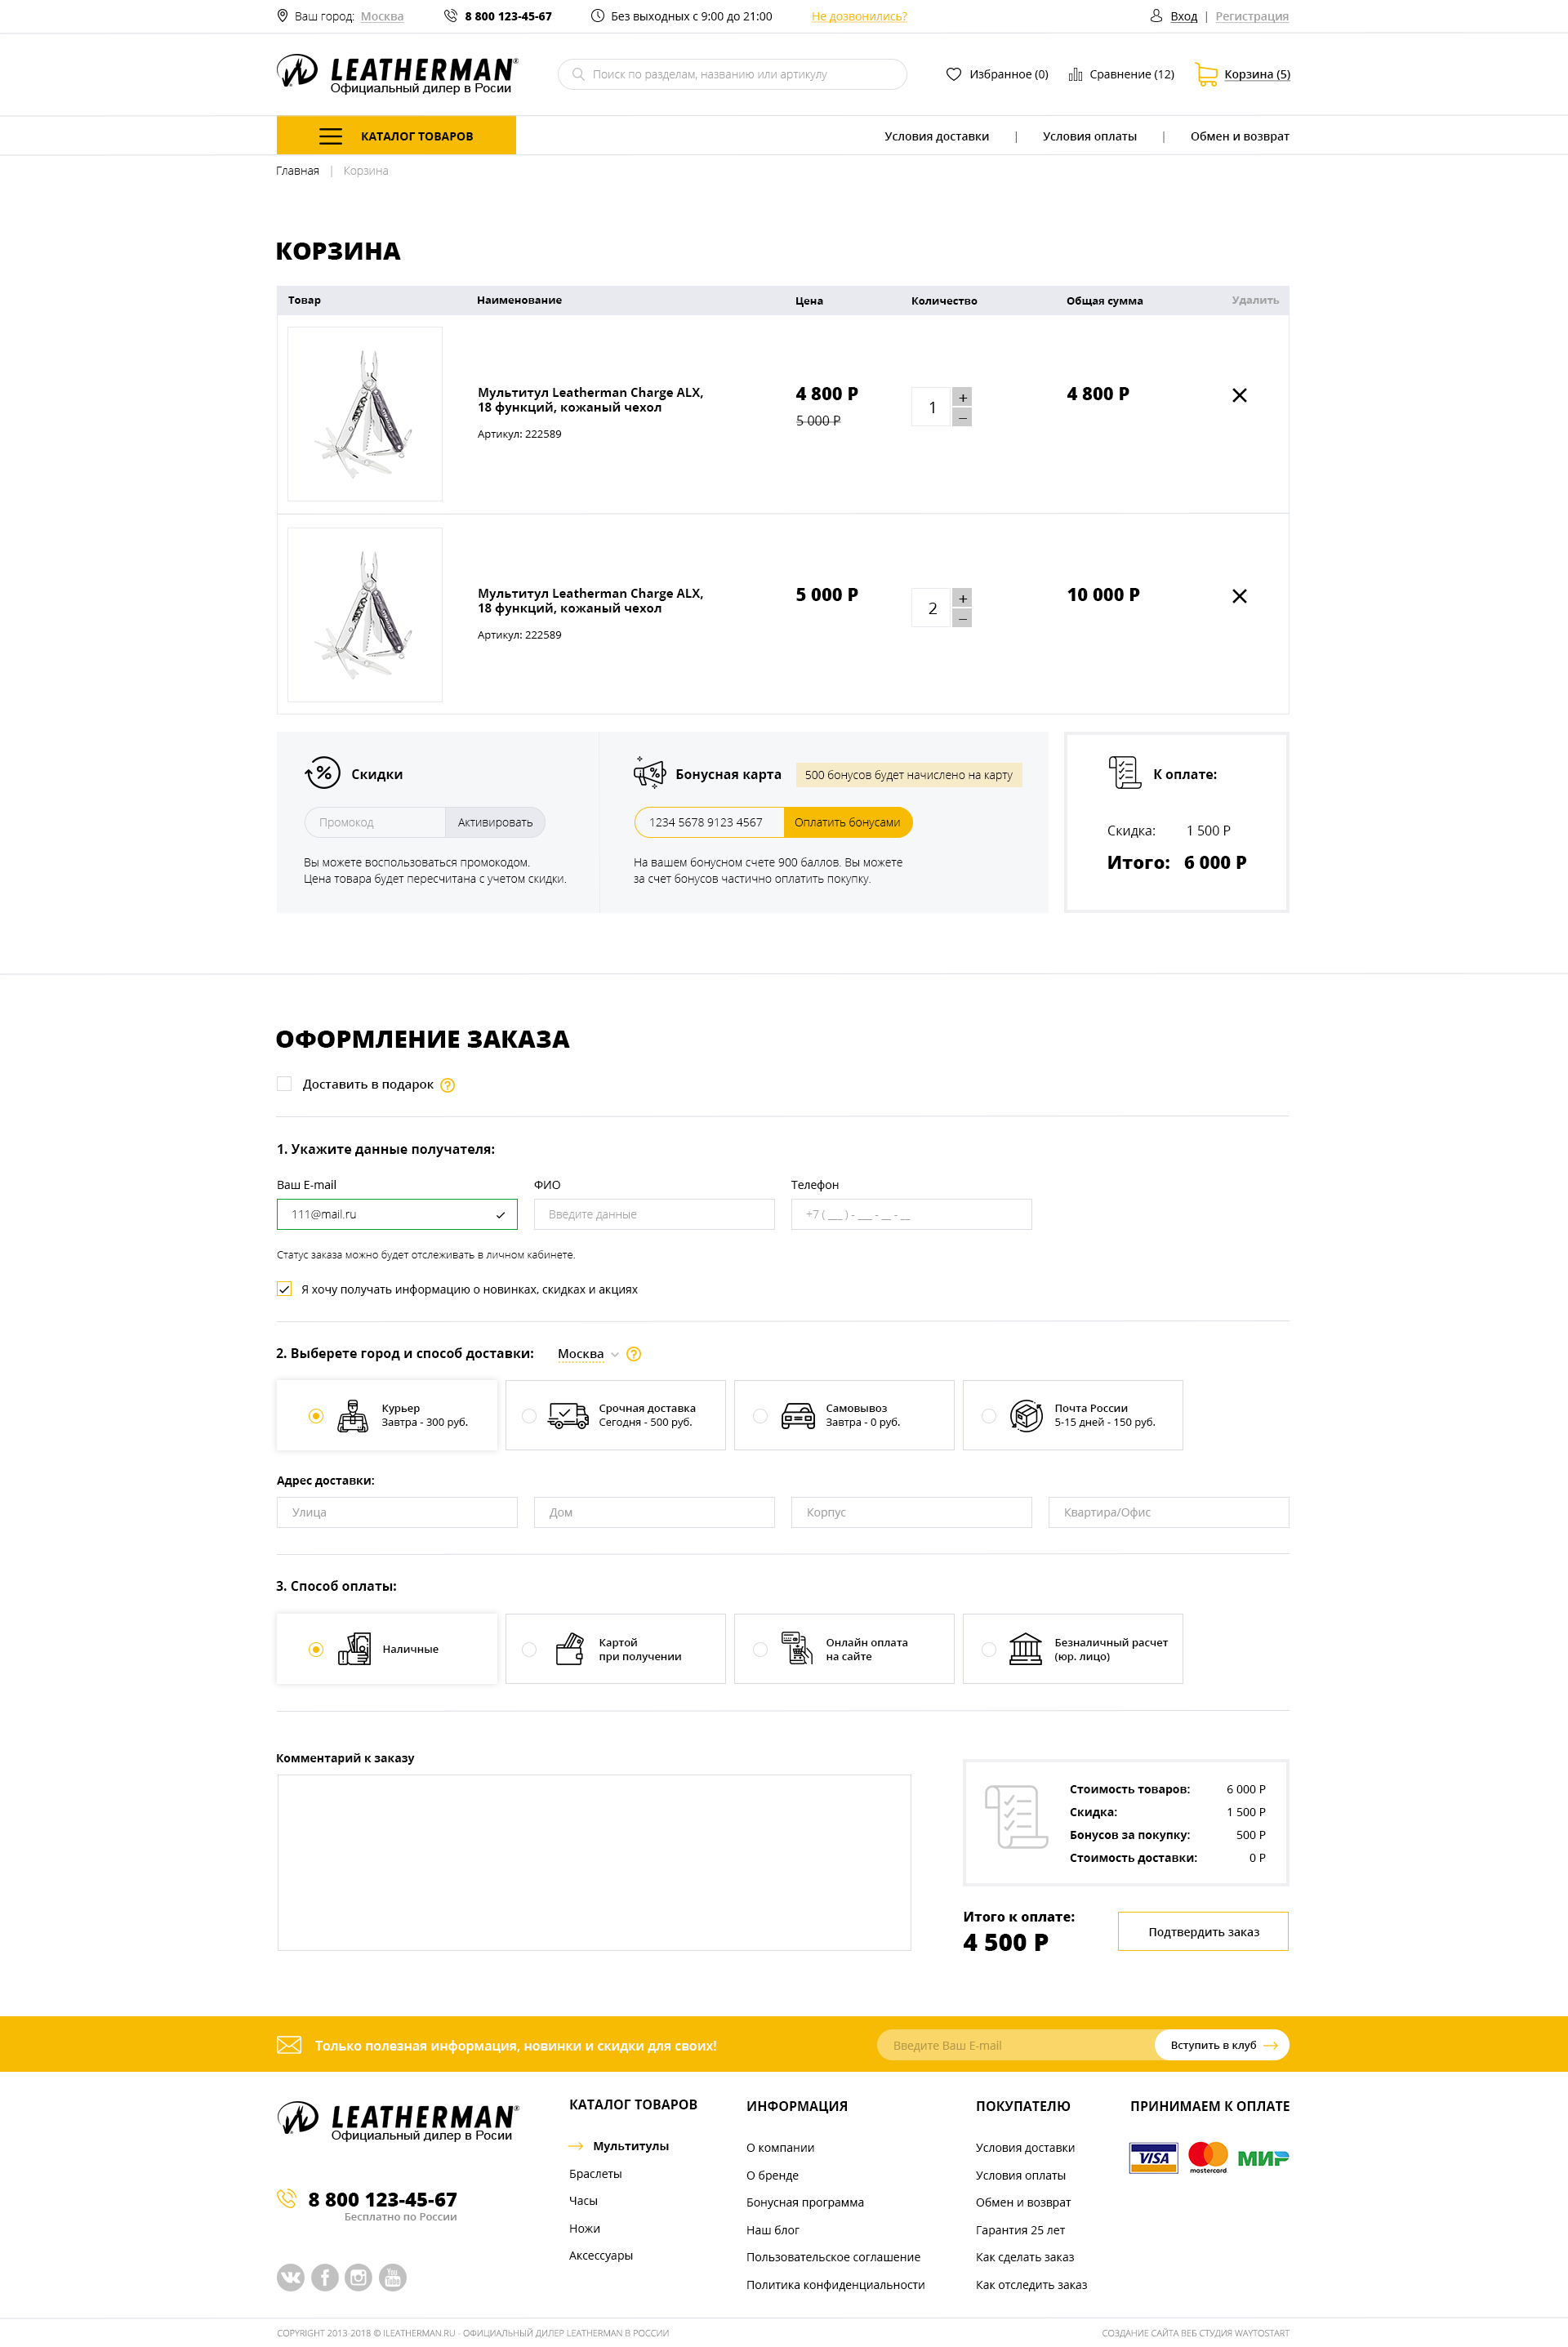 Ваш город: Москва
8 800 123-45-67
Без выходных с 9:00 до 21:00
Не дозвонились?
Вход | Регистрация
LEATHERMAN®
Официальный дилер в Росии
Поиск по разделам, названию или артикулу
Избранное (0)
Сравнение (12)
Корзина (5)
КАТАЛОГ ТОВАРОВ
Условия доставки | Условия оплаты | Обмен и возврат
Главная | Корзина
КОРЗИНА
Товар Наименование Цена Количество Общая сумма Удалить
Мультитул Leatherman Charge ALX,
18 функций, кожаный чехол
Артикул: 222589
4 800 Р
5 000 Р
1
+
–
4 800 Р
Мультитул Leatherman Charge ALX,
18 функций, кожаный чехол
Артикул: 222589
5 000 Р
2
+
–
10 000 Р
Скидки
Промокод
Активировать
Вы можете воспользоваться промокодом.
Цена товара будет пересчитана с учетом скидки.
Бонусная карта
500 бонусов будет начислено на карту
1234 5678 9123 4567
Оплатить бонусами
На вашем бонусном счете 900 баллов. Вы можете
за счет бонусов частично оплатить покупку.
К оплате:
Скидка: 1 500 Р
Итого: 6 000 Р
ОФОРМЛЕНИЕ ЗАКАЗА
Доставить в подарок ?
1. Укажите данные получателя:
Ваш E-mail
111@mail.ru
ФИО
Введите данные
Телефон
+7 ( ___ ) - ___ - __ - __
Статус заказа можно будет отслеживать в личном кабинете.
Я хочу получать информацию о новинках, скидках и акциях
2. Выберете город и способ доставки: Москва ?
Курьер
Завтра - 300 руб.
Срочная доставка
Сегодня - 500 руб.
Самовывоз
Завтра - 0 руб.
Почта России
5-15 дней - 150 руб.
Адрес доставки:
Улица
Дом
Корпус
Квартира/Офис
3. Способ оплаты:
Наличные
Картой
при получении
Онлайн оплата
на сайте
Безналичный расчет
(юр. лицо)
Комментарий к заказу
Стоимость товаров: 6 000 Р
Скидка: 1 500 Р
Бонусов за покупку: 500 Р
Стоимость доставки: 0 Р
Итого к оплате:
4 500 Р
Подтвердить заказ
Только полезная информация, новинки и скидки для своих!
Введите Ваш E-mail
Вступить в клуб
LEATHERMAN®
Официальный дилер в Росии
8 800 123-45-67
Бесплатно по России
You
Tube
КАТАЛОГ ТОВАРОВ
Мультитулы
Браслеты
Часы
Ножи
Аксессуары
ИНФОРМАЦИЯ
О компании
О бренде
Бонусная программа
Наш блог
Пользовательское соглашение
Политика конфиденциальности
ПОКУПАТЕЛЮ
Условия доставки
Условия оплаты
Обмен и возврат
Гарантия 25 лет
Как сделать заказ
Как отследить заказ
ПРИНИМАЕМ К ОПЛАТЕ
VISA
mastercard
МИР
COPYRIGHT 2013-2018 © ILEATHERMAN.RU - ОФИЦИАЛЬНЫЙ ДИЛЕР LEATHERMAN В РОССИИ
СОЗДАНИЕ САЙТА ВЕБ СТУДИЯ WAYTOSTART